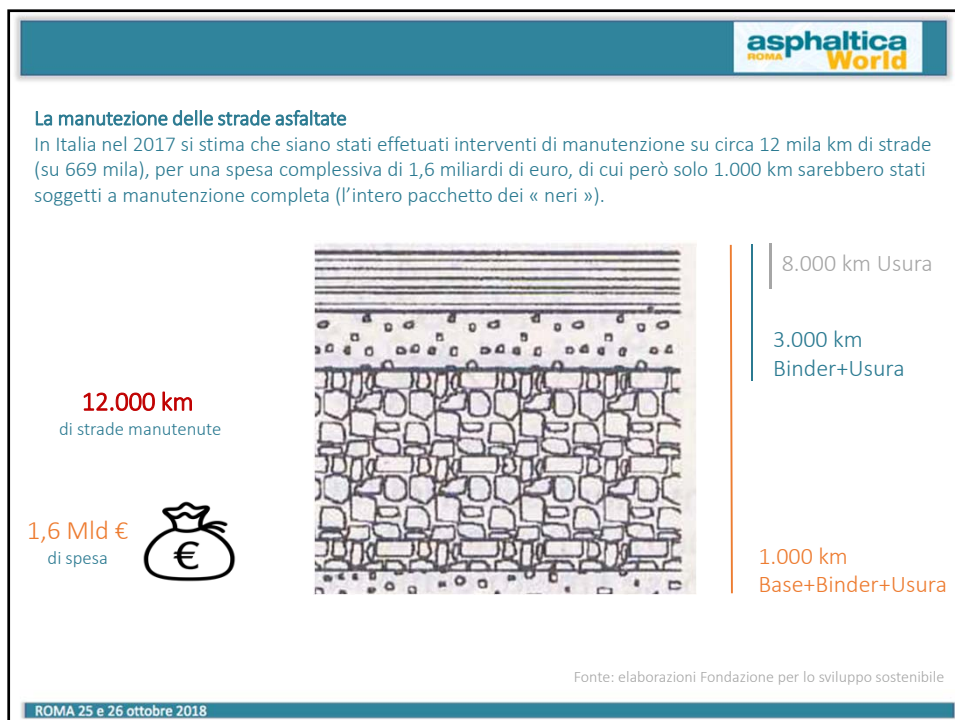 asphaltica
ROMA World
La manutezione delle strade asfaltate
In Italia nel 2017 si stima che siano stati effetuati interventi di manutenzione su circa 12 mila km di strade
(su 669 mila), per una spesa complessiva di 1,6 miliardi di euro, di cui però solo 1.000 km sarebbero stati
soggetti a manutenzione completa (l'intero pacchetto dei « neri »).
8.000 km Usura
3.000 km
Binder+Usura
12.000 km
di strade manutenute
1,6 Mld €
di spesa
€
1.000 km
Base+Binder+Usura
Fonte: elaborazioni Fondazione per lo sviluppo sostenibile
ROMA 25 e 26 ottobre 2018